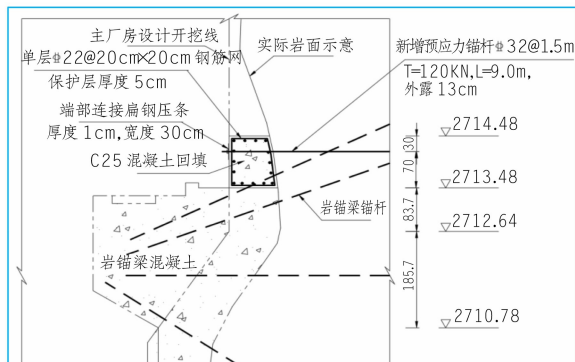 主厂房设计开挖线
单层⌽22@20cm×20cm钢筋网
保护层厚度5cm
端部连接扁钢压条
厚度1cm,宽度30cm
C25混凝土回填
实际岩面示意
新增预应力锚杆⌽32@1.5m
T=120KN,L=9.0m,
外露13cm
岩锚梁锚杆
岩锚梁混凝土
30
70
83.7
185.7
2714.48
2713.48
2712.64
2710.78